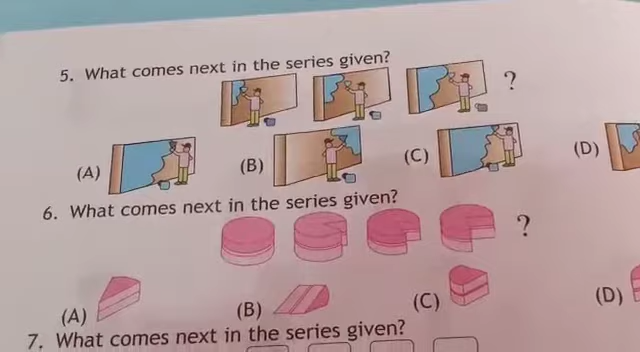 5. What comes next in the series given?
?
(A) (B) (C) (D)
6. What comes next in the series given?
?
(A) (B) (C) (D)
7. What comes next in the series given?